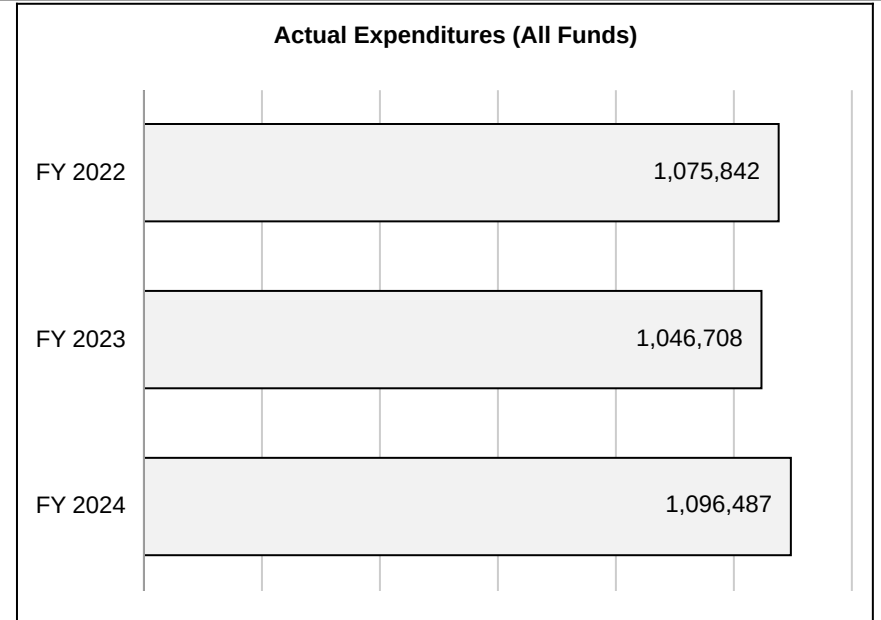 Actual Expenditures (All Funds)
FY 2022 1,075,842
FY 2023 1,046,708
FY 2024 1,096,487